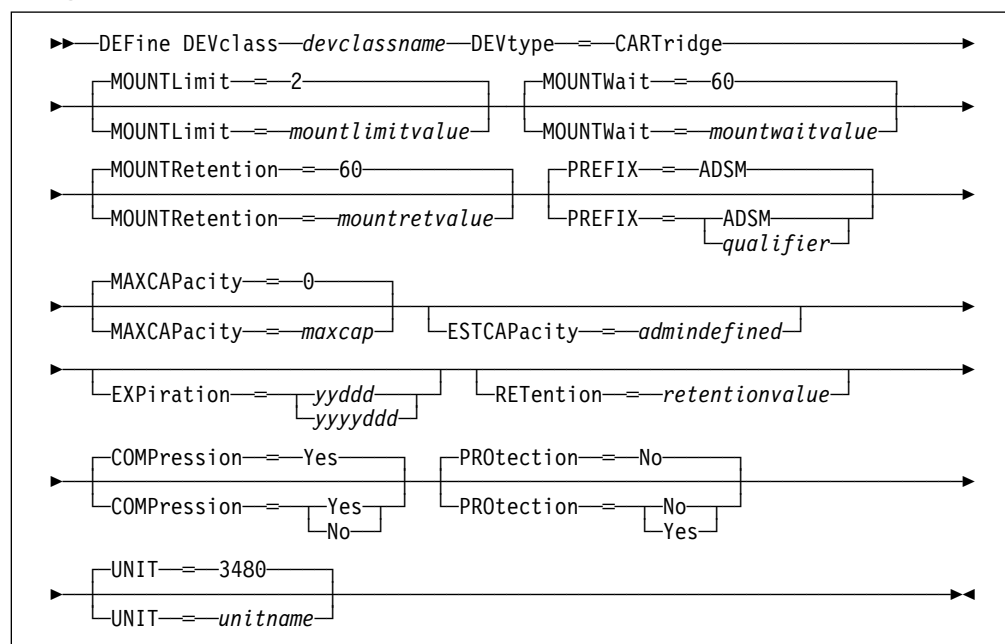 DEFine DEVclass devclassname DEVtype = CARTridge
MOUNTLimit = 2 MOUNTWait = 60
MOUNTLimit = mountlimitvalue MOUNTWait = mountwaitvalue
MOUNTRetention = 60 PREFIX = ADSM
MOUNTRetention = mountretvalue PREFIX = ADSM
qualifier
MAXCAPacity = 0
MAXCAPacity = maxcap ESTCAPacity = admindefined
EXPiration = yyddd RETention = retentionvalue
yyyyddd
COMPression = Yes PROtection = No
COMPression = Yes PROtection = No
No Yes
UNIT = 3480
UNIT = unitname